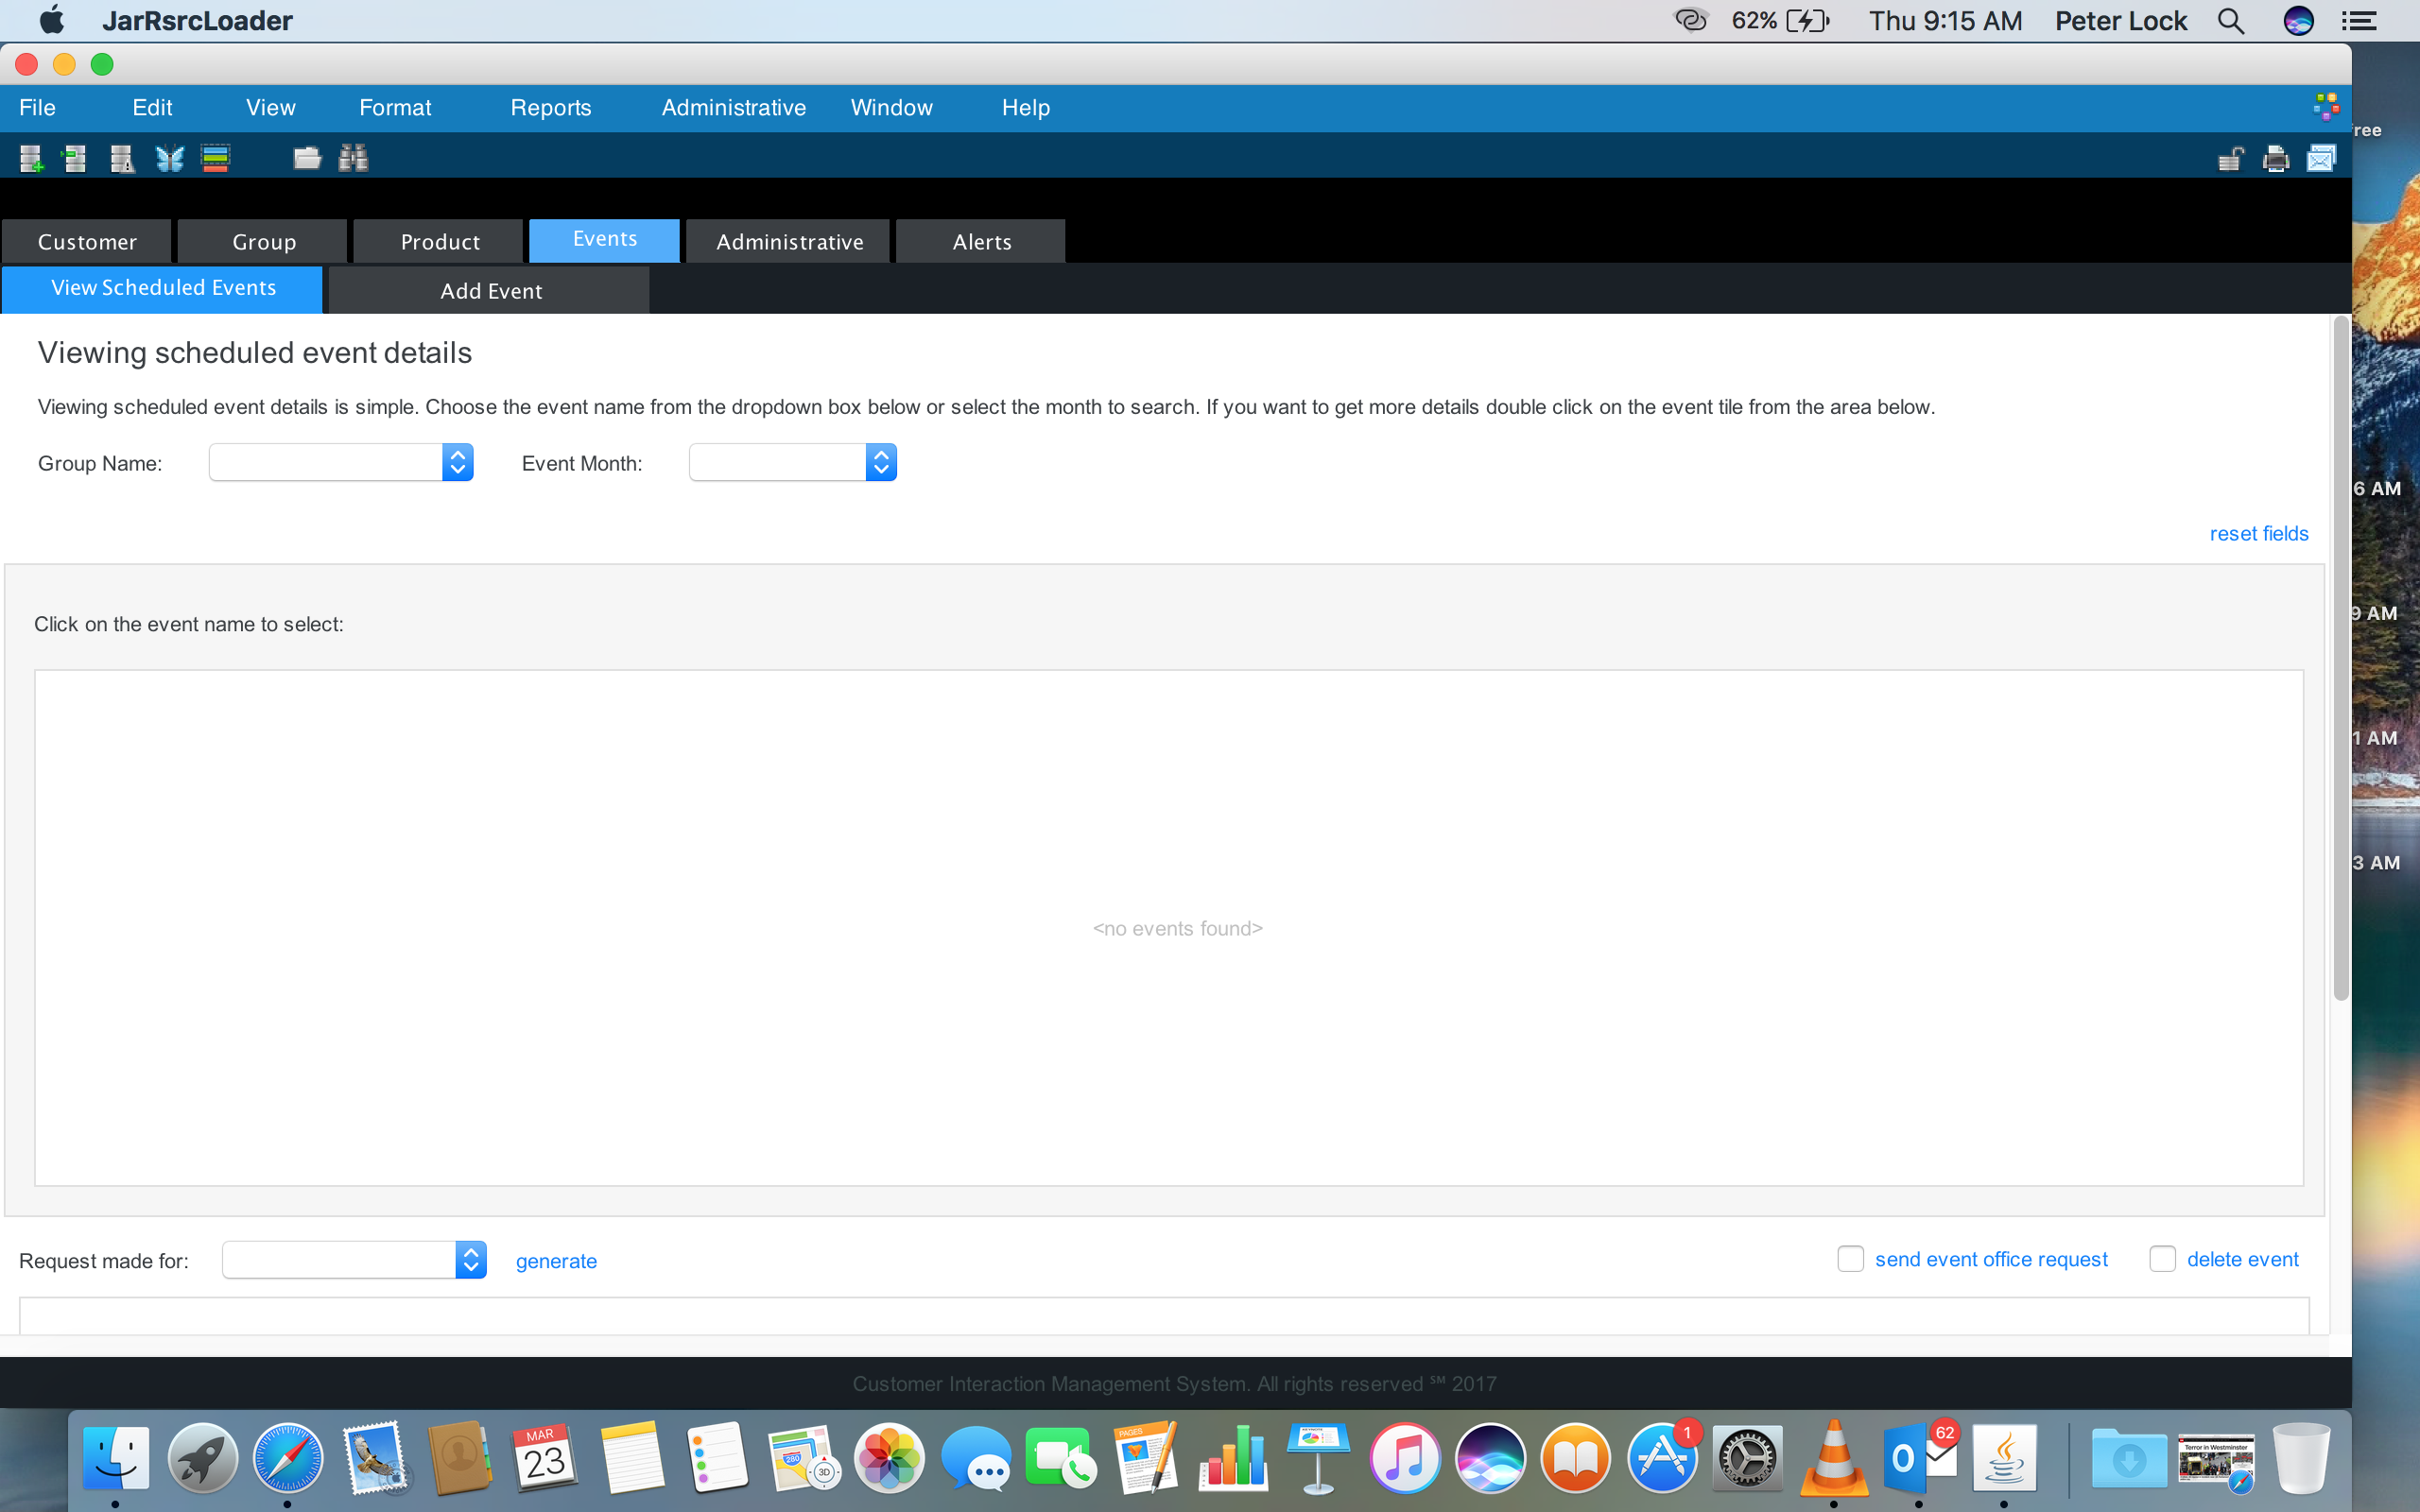 JarRsrcLoader 62% Thu 9:15 AM Peter Lock
File Edit View Format Reports Administrative Window Help
ree
Customer Group Product Events Administrative Alerts
View Scheduled Events Add Event
Viewing scheduled event details
Viewing scheduled event details is simple. Choose the event name from the dropdown box below or select the month to search. If you want to get more details double click on the event tile from the area below.
Group Name: Event Month:
6 AM
reset fields
9 AM
Click on the event name to select:
1 AM
3 AM
<no events found>
Request made for: generate send event office request delete event
Customer Interaction Management System. All rights reserved ℠ 2017
MAR
23
280
3D
PAGES
1
62
Terror in Westminster